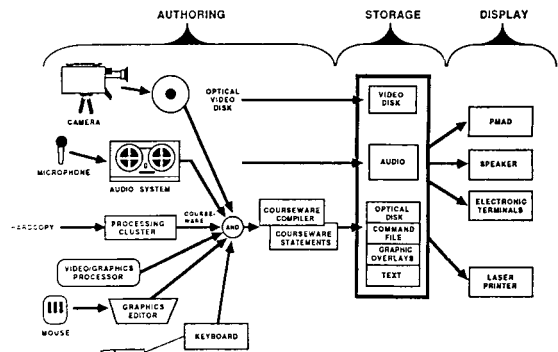 AUTHORING
STORAGE
DISPLAY
CAMERA
OPTICAL
VIDEO
DISK
VIDEO
DISK
MICROPHONE
AUDIO SYSTEM
AUDIO
PMAD
SPEAKER
ELECTRONIC
TERMINALS
HARDCOPY
PROCESSING
CLUSTER
COURSE-
WARE
AND
COURSEWARE
COMPILER
COURSEWARE
STATEMENTS
OPTICAL
DISK
COMMAND
FILE
GRAPHIC
OVERLAYS
TEXT
VIDEO/GRAPHICS
PROCESSOR
LASER
PRINTER
MOUSE
GRAPHICS
EDITOR
KEYBOARD